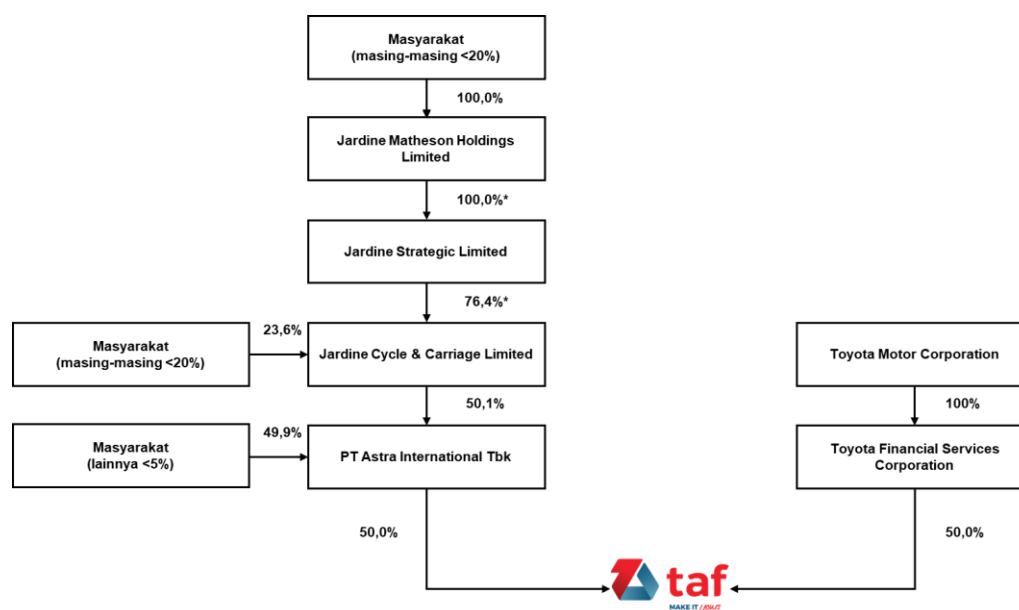 Masyarakat
(masing-masing <20%)
100,0%
Jardine Matheson Holdings
Limited
100,0%*
Jardine Strategic Limited
76,4%*
23,6%
Masyarakat
(masing-masing <20%)
Jardine Cycle & Carriage Limited
Toyota Motor Corporation
50,1%
100%
49,9%
Masyarakat
(lainnya <5%)
PT Astra International Tbk
Toyota Financial Services
Corporation
50,0%
50,0%
taf
MAKE IT